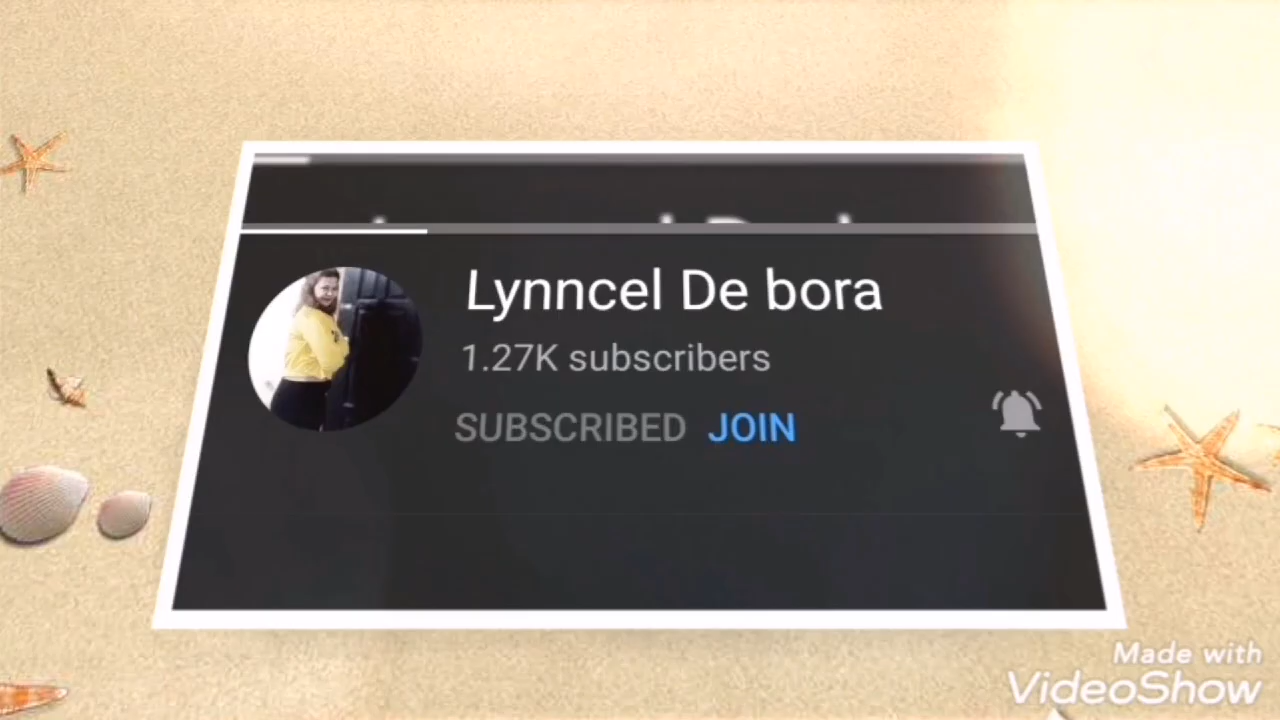 Lynncel De bora
1.27K subscribers
SUBSCRIBED JOIN
Made with
VideoShow